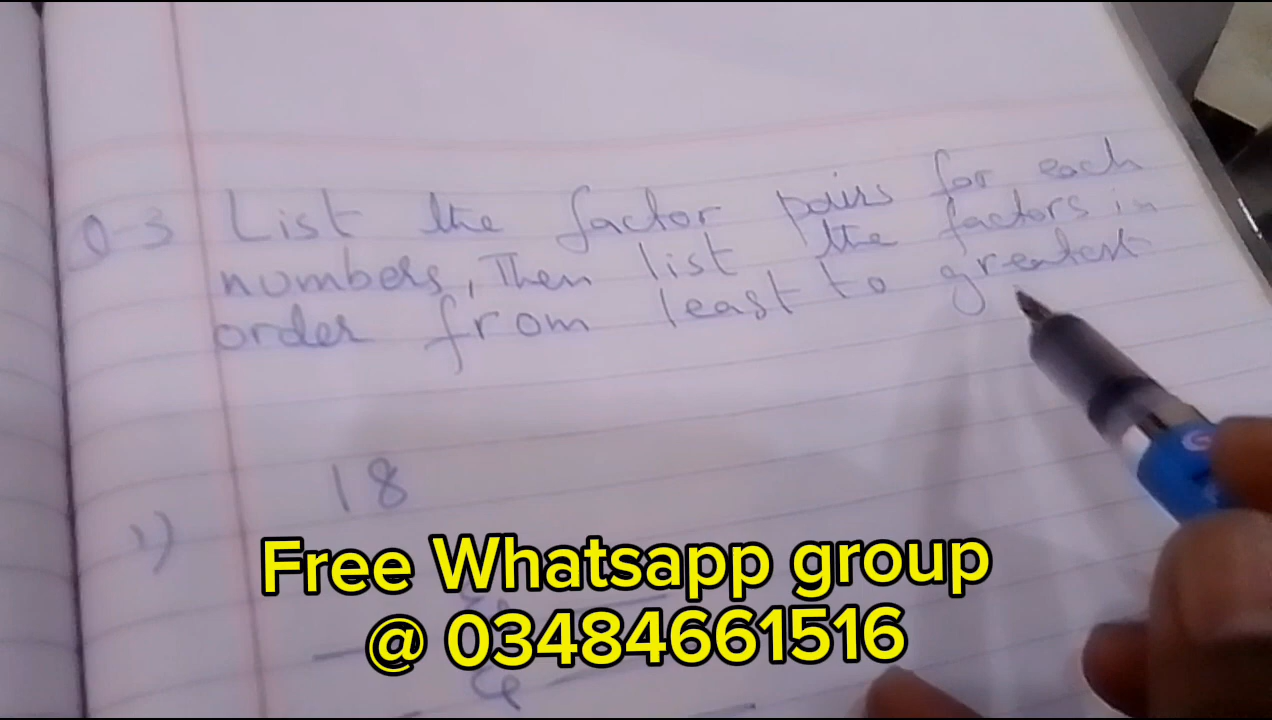 Q-3 List the factor pairs for each
numbers, Then list the factors in
order from least to greatest
1) 18
Free Whatsapp group
@ 03484661516